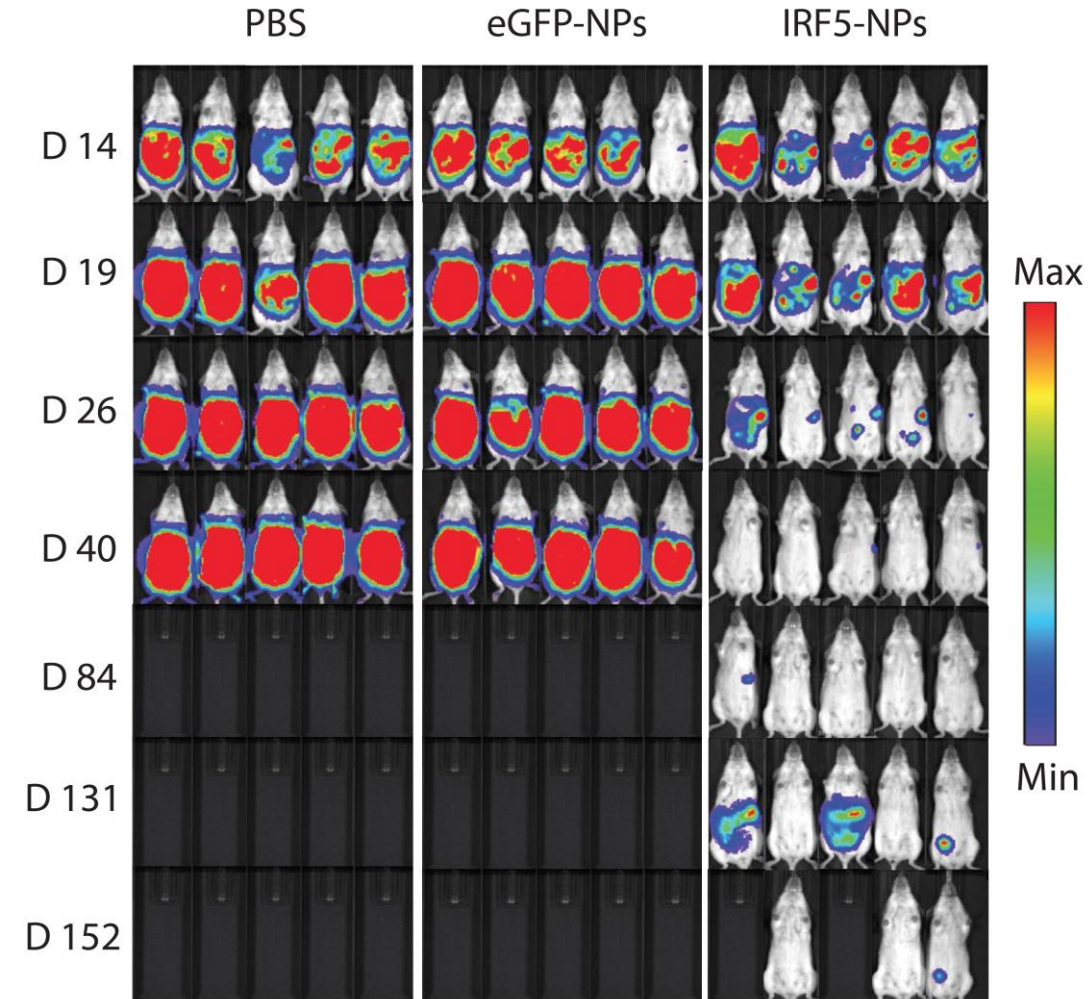 PBS eGFP-NPs IRF5-NPs
D 14
D 19
Max
D 26
D 40
D 84
Min
D 131
D 152